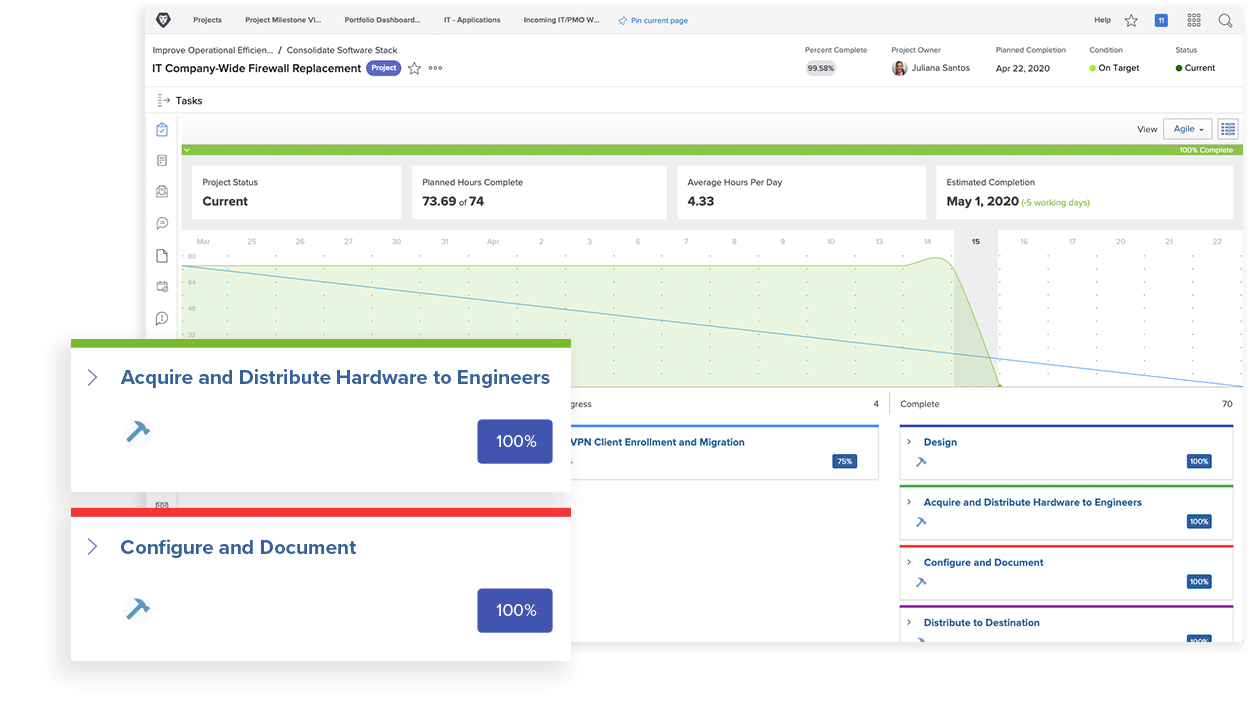 Projects Project Milestone Vi... Portfolio Dashboard... IT - Applications Incoming IT/PMO W... Pin current page Help 11
Improve Operational Efficien... / Consolidate Software Stack
IT Company-Wide Firewall Replacement Project
Percent Complete Project Owner Planned Completion Condition Status
99.58% Juliana Santos Apr 22, 2020 On Target Current
Tasks
View Agile
100% Complete
Project Status Planned Hours Complete Average Hours Per Day Estimated Completion
Current 73.69 of 74 4.33 May 1, 2020 (-5 working days)
Mar 25 26 27 30 31 Apr 2 3 6 7 8 9 10 13 14 15 16 17 20 21 22
80
64
48
32
gress 4 Complete 70
Acquire and Distribute Hardware to Engineers
100%
VPN Client Enrollment and Migration
75%
Design
100%
Acquire and Distribute Hardware to Engineers
100%
Configure and Document
100%
Configure and Document
100%
Distribute to Destination
100%